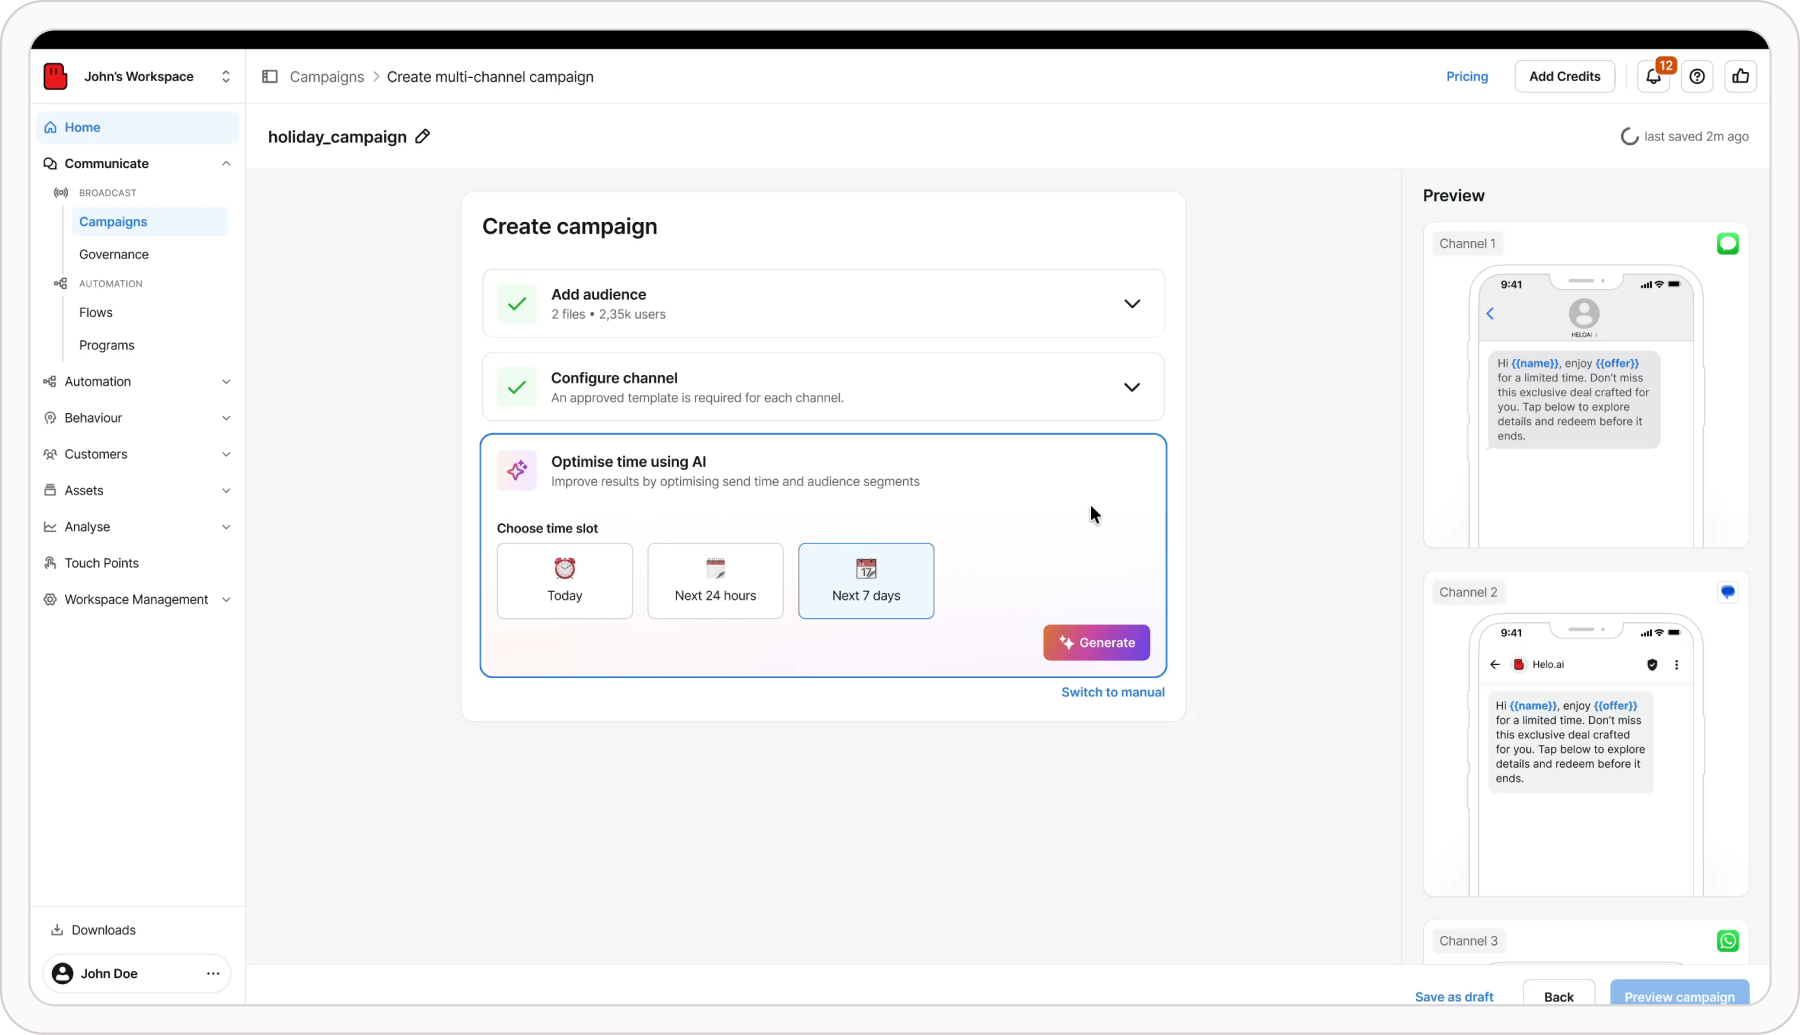 John's Workspace
Campaigns
Create multi-channel campaign
Pricing
Add Credits
12
Home
Communicate
BROADCAST
Campaigns
Governance
AUTOMATION
Flows
Programs
Automation
Behaviour
Customers
Assets
Analyse
Touch Points
Workspace Management
Downloads
John Doe
holiday_campaign
last saved 2m ago
Create campaign
Add audience
2 files • 2,35k users
Configure channel
An approved template is required for each channel.
Optimise time using AI
Improve results by optimising send time and audience segments
Choose time slot
Today
Next 24 hours
17
Next 7 days
Generate
Switch to manual
Preview
Channel 1
9:41
HELOAI
Hi {{name}}, enjoy {{offer}}
for a limited time. Don't miss
this exclusive deal crafted for
you. Tap below to explore
details and redeem before it
ends.
Channel 2
9:41
Helo.ai
Hi {{name}}, enjoy {{offer}}
for a limited time. Don't miss
this exclusive deal crafted
for you. Tap below to explore
details and redeem before it
ends.
Channel 3
Save as draft
Back
Preview campaign